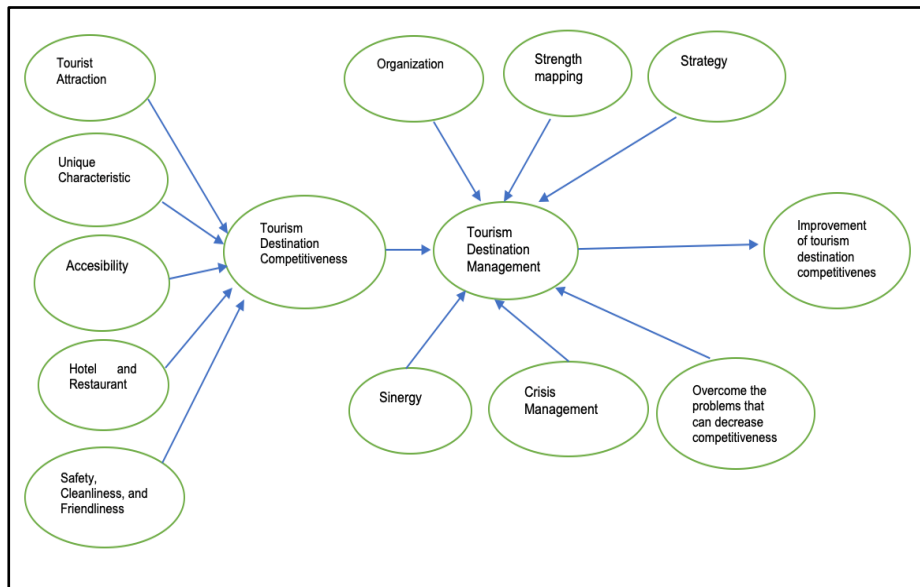 Tourist
Attraction
Unique
Characteristic
Accesibility
Hotel and
Restaurant
Safety,
Cleanliness, and
Friendliness
Tourism
Destination
Competitiveness
Organization
Strength
mapping
Strategy
Tourism
Destination
Management
Sinergy
Crisis
Management
Overcome the
problems that
can decrease
competitiveness
Improvement
of tourism
destination
competitivenes